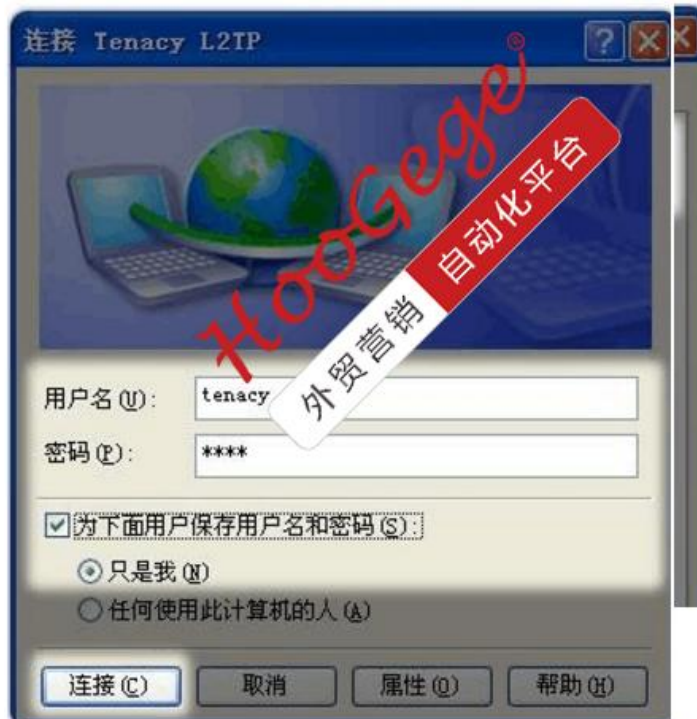 连接 Tenacy L2TP
HooGege®
外贸营销 自动化平台
用户名(U): tenacy
密码(P): ****
为下面用户保存用户名和密码(S):
只是我(N)
任何使用此计算机的人(A)
连接(C) 取消 属性(O) 帮助(H)